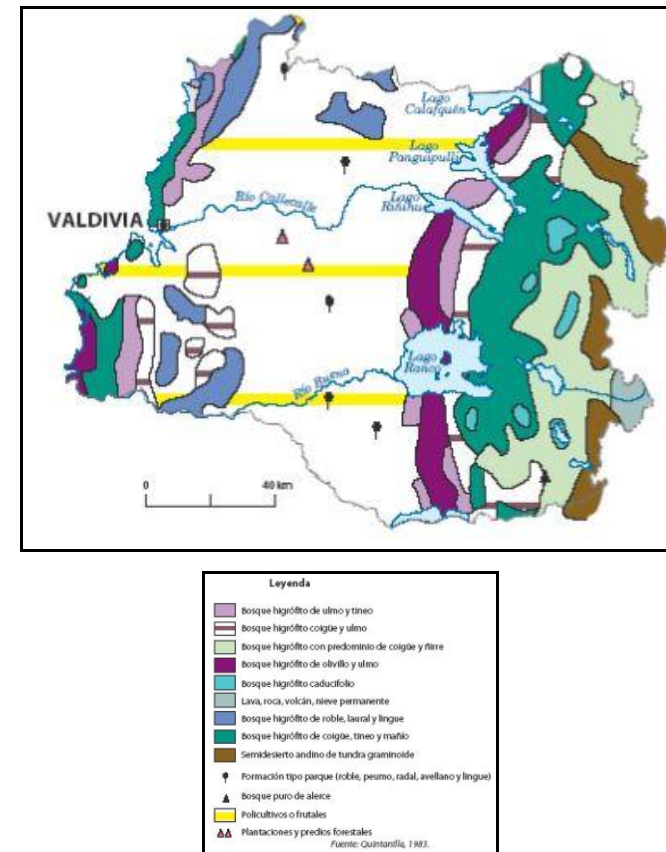 Lago
Calafquén
Lago
Panguipulli
Río Callecalle
Lago
Riñihue
VALDIVIA
Lago
Ranco
Río Bueno
0 40 km
Leyenda
Bosque higrófito de ulmo y tineo
Bosque higrófito coigüe y ulmo
Bosque higrófito con predominio de coigüe y ñirre
Bosque higrófito de olivillo y ulmo
Bosque higrófito caducifolio
Lava, roca, volcán, nieve permanente
Bosque higrófito de roble, laural y lingue
Bosque higrófito de coigüe, tineo y mañío
Semidesierto andino de tundra graminoide
Formación tipo parque (roble, peumo, radal, avellano y lingue)
Bosque puro de alerce
Policultivos o frutales
Plantaciones y predios forestales
Fuente: Quintanilla, 1983.